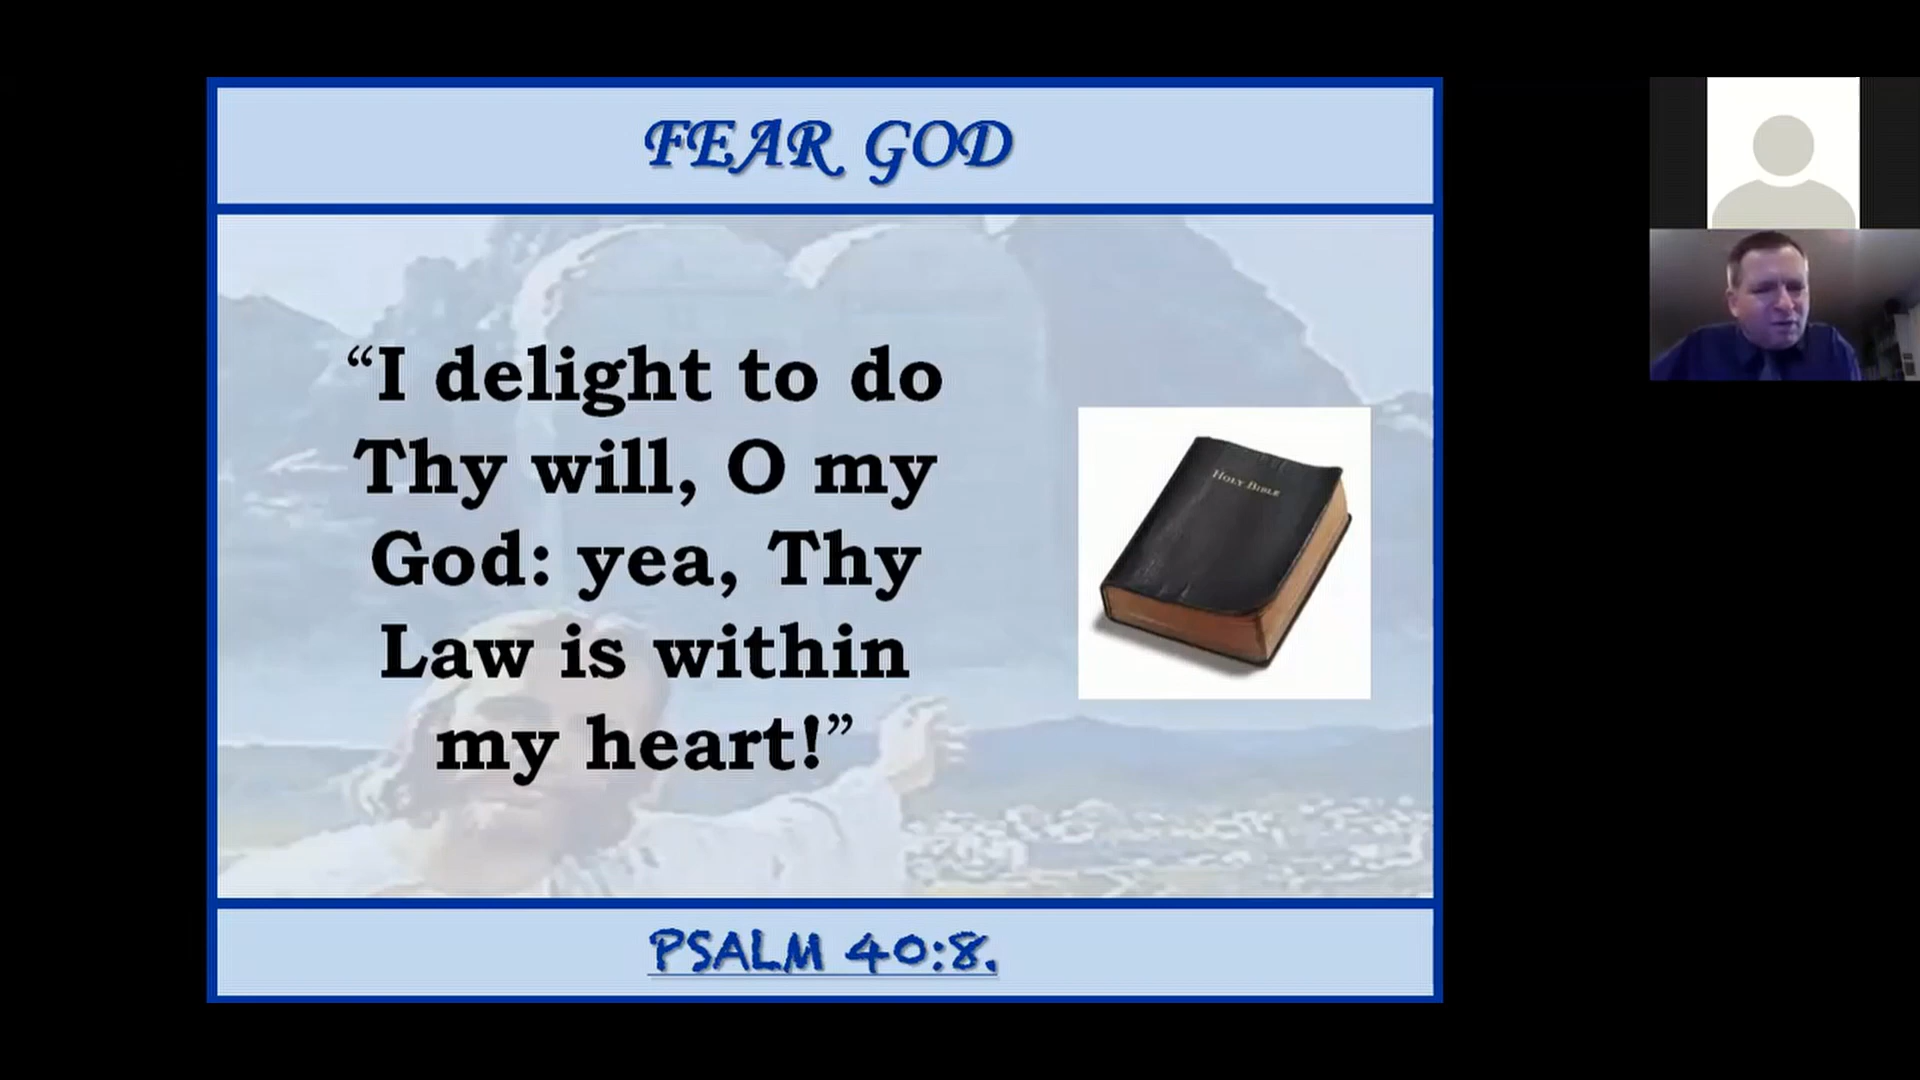 FEAR GOD
“I delight to do
Thy will, O my
God: yea, Thy
Law is within
my heart!”
HOLY BIBLE
PSALM 40:8.